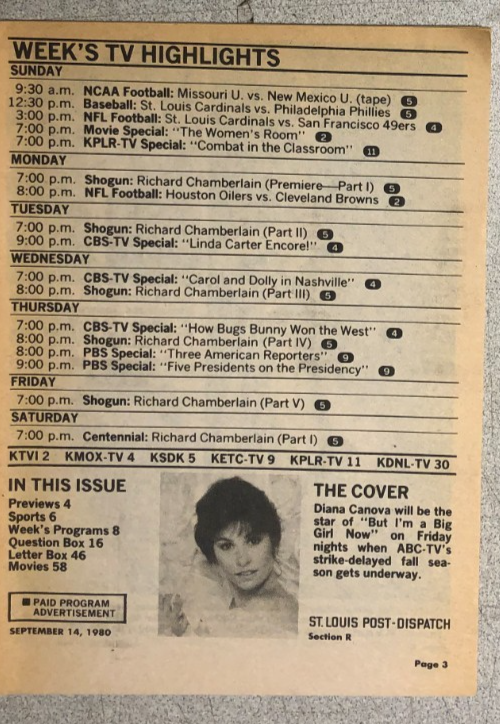 WEEK'S TV HIGHLIGHTS
SUNDAY
9:30 a.m. NCAA Football: Missouri U. vs. New Mexico U. (tape) 5
12:30 p.m. Baseball: St. Louis Cardinals vs. Philadelphia Phillies 5
3:00 p.m. NFL Football: St. Louis Cardinals vs. San Francisco 49ers 4
7:00 p.m. Movie Special: "The Women's Room" 2
7:00 p.m. KPLR-TV Special: "Combat in the Classroom" 11
MONDAY
7:00 p.m. Shogun: Richard Chamberlain (Premiere—Part I) 5
8:00 p.m. NFL Football: Houston Oilers vs. Cleveland Browns 2
TUESDAY
7:00 p.m. Shogun: Richard Chamberlain (Part II) 5
9:00 p.m. CBS-TV Special: "Linda Carter Encore!" 4
WEDNESDAY
7:00 p.m. CBS-TV Special: "Carol and Dolly in Nashville" 4
8:00 p.m. Shogun: Richard Chamberlain (Part III) 5
THURSDAY
7:00 p.m. CBS-TV Special: "How Bugs Bunny Won the West" 4
8:00 p.m. Shogun: Richard Chamberlain (Part IV) 5
8:00 p.m. PBS Special: "Three American Reporters" 9
9:00 p.m. PBS Special: "Five Presidents on the Presidency" 9
FRIDAY
7:00 p.m. Shogun: Richard Chamberlain (Part V) 5
SATURDAY
7:00 p.m. Centennial: Richard Chamberlain (Part I) 5
KTVI 2 KMOX-TV 4 KSDK 5 KETC-TV 9 KPLR-TV 11 KDNL-TV 30
IN THIS ISSUE
Previews 4
Sports 6
Week's Programs 8
Question Box 16
Letter Box 46
Movies 58
■ PAID PROGRAM
ADVERTISEMENT
SEPTEMBER 14, 1980
THE COVER
Diana Canova will be the
star of "But I'm a Big
Girl Now" on Friday
nights when ABC-TV's
strike-delayed fall sea-
son gets underway.
ST. LOUIS POST-DISPATCH
Section R
Page 3